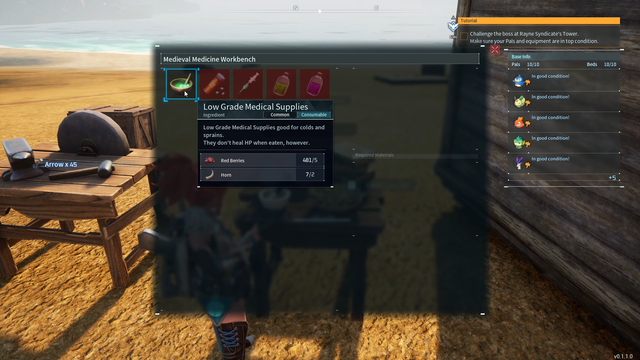 Tutorial
Challenge the boss at Rayne Syndicate's Tower.
Make sure your Pals and equipment are in top condition.
Medieval Medicine Workbench
Base Info
Pals 10/10 Beds 10/10
In good condition!
In good condition!
In good condition!
In good condition!
In good condition!
+5
Low Grade Medical Supplies
Ingredient Common Consumable
Low Grade Medical Supplies good for colds and
sprains.
They don't heal HP when eaten, however.
Red Berries 481/5
Horn 7/2
Required Materials
Arrow x 45
v0.1.1.0